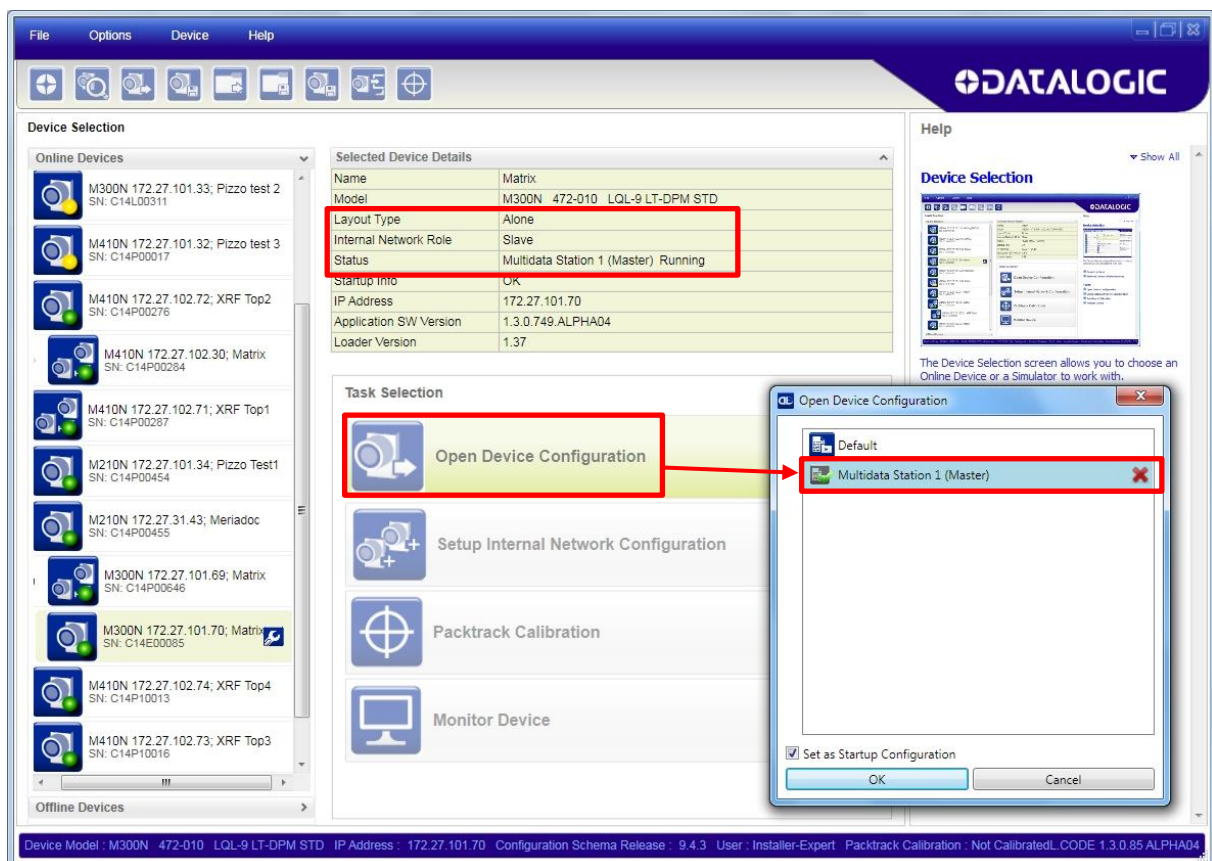 File Options Device Help
DATALOGIC
Device Selection
Online Devices
M300N 172.27.101.33; Pizzo test 2
SN: C14L00311
M410N 172.27.101.32; Pizzo test 3
SN: C14P00017
M410N 172.27.102.72; XRF Top2
SN: C14P00276
M410N 172.27.102.30; Matrix
SN: C14P00284
M410N 172.27.102.71; XRF Top1
SN: C14P00287
M210N 172.27.101.34; Pizzo Test1
SN: C14P00454
M210N 172.27.31.43; Meriadoc
SN: C14P00455
M300N 172.27.101.69; Matrix
SN: C14P00646
M300N 172.27.101.70; Matrix
SN: C14E00085
M410N 172.27.102.74; XRF Top4
SN: C14P10013
M410N 172.27.102.73; XRF Top3
SN: C14P10016
Offline Devices
Selected Device Details
Name Matrix
Model M300N 472-010 LQL-9 LT-DPM STD
Layout Type Alone
Internal Network Role Slave
Status Multidata Station 1 (Master) Running
Startup Info OK
IP Address 172.27.101.70
Application SW Version 1.3.0.749.ALPHA04
Loader Version 1.37
Task Selection
Open Device Configuration
Setup Internal Network Configuration
Packtrack Calibration
Monitor Device
Help
Show All
Device Selection
DATALOGIC
The Device Selection screen allows you to choose an
Online Device or a Simulator to work with.
Open Device Configuration
Default
Multidata Station 1 (Master)
Set as Startup Configuration
OK Cancel
Device Model : M300N 472-010 LQL-9 LT-DPM STD IP Address : 172.27.101.70 Configuration Schema Release : 9.4.3 User : Installer-Expert Packtrack Calibration : Not CalibratedL.CODE 1.3.0.85 ALPHA04